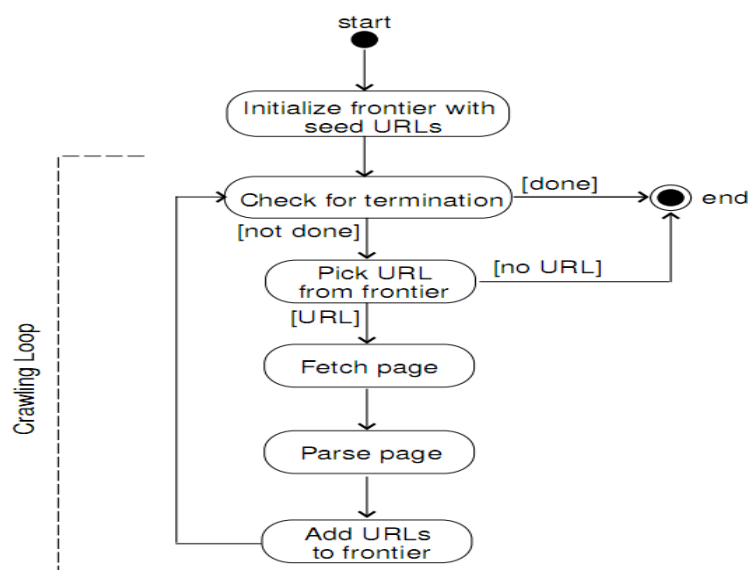 start
Initialize frontier with
seed URLs
Check for termination
[done]
end
[not done]
Pick URL
from frontier
[no URL]
[URL]
Fetch page
Parse page
Add URLs
to frontier
Crawling Loop